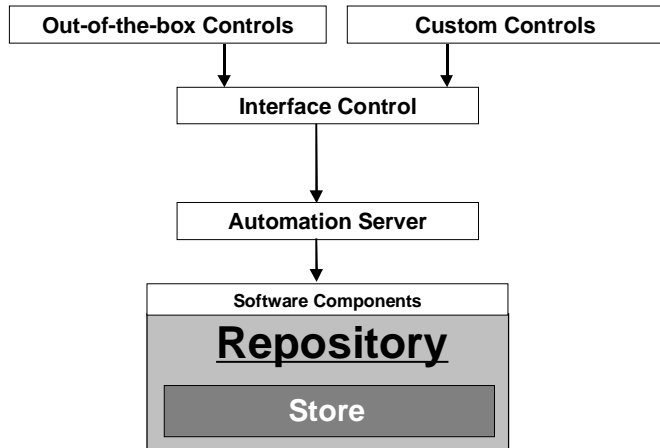 Out-of-the-box Controls
Custom Controls
Interface Control
Automation Server
Software Components
Repository
Store